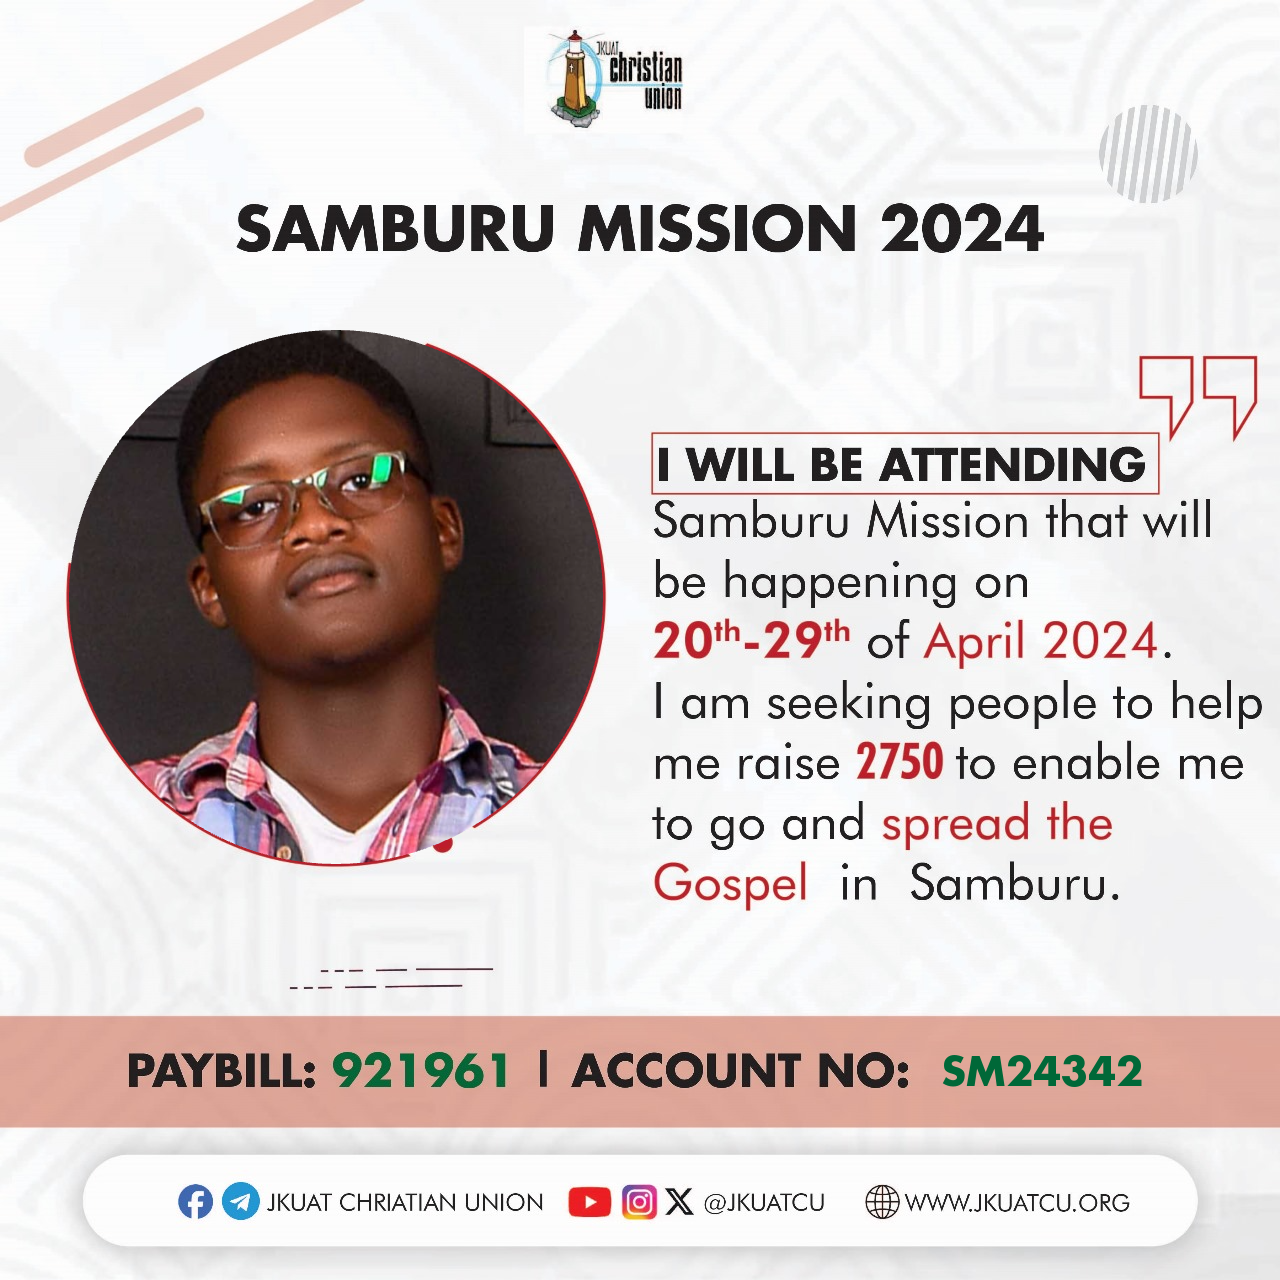 JKUAT
christian
union
SAMBURU MISSION 2024
I WILL BE ATTENDING
Samburu Mission that will
be happening on
20th-29th of April 2024.
I am seeking people to help
me raise 2750 to enable me
to go and spread the
Gospel in Samburu.
PAYBILL: 921961 | ACCOUNT NO: SM24342
JKUAT CHRIATIAN UNION @JKUATCU WWW.JKUATCU.ORG